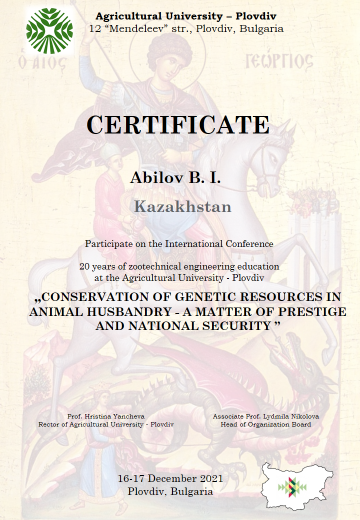 Agricultural University – Plovdiv
12 “Mendeleev” str., Plovdiv, Bulgaria
Ὁ ἍΓΙΟϹ ΓΕΏΡΓΙΟϹ
CERTIFICATE
Abilov B. I.
Kazakhstan
Participate on the International Conference
20 years of zootechnical engineering education
at the Agricultural University - Plovdiv
„CONSERVATION OF GENETIC RESOURCES IN
ANIMAL HUSBANDRY - A MATTER OF PRESTIGE
AND NATIONAL SECURITY ”
Prof. Hristina Yancheva
Rector of Agricultural University - Plovdiv
Associate Prof. Lydmila Nikolova
Head of Organization Board
16-17 December 2021
Plovdiv, Bulgaria